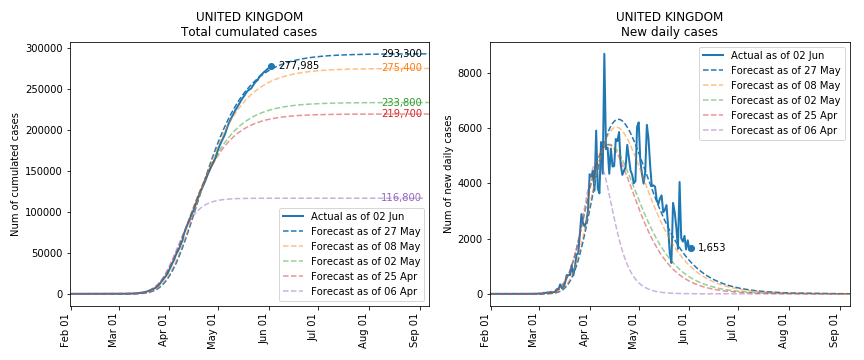 UNITED KINGDOM
Total cumulated cases
Num of cumulated cases
300000
250000
200000
150000
100000
50000
0
293,300
277,985
275,400
233,800
219,700
116,800
Actual as of 02 Jun
Forecast as of 27 May
Forecast as of 08 May
Forecast as of 02 May
Forecast as of 25 Apr
Forecast as of 06 Apr
Feb 01
Mar 01
Apr 01
May 01
Jun 01
Jul 01
Aug 01
Sep 01
UNITED KINGDOM
New daily cases
Num of new daily cases
8000
6000
4000
2000
0
Actual as of 02 Jun
Forecast as of 27 May
Forecast as of 08 May
Forecast as of 02 May
Forecast as of 25 Apr
Forecast as of 06 Apr
1,653
Feb 01
Mar 01
Apr 01
May 01
Jun 01
Jul 01
Aug 01
Sep 01